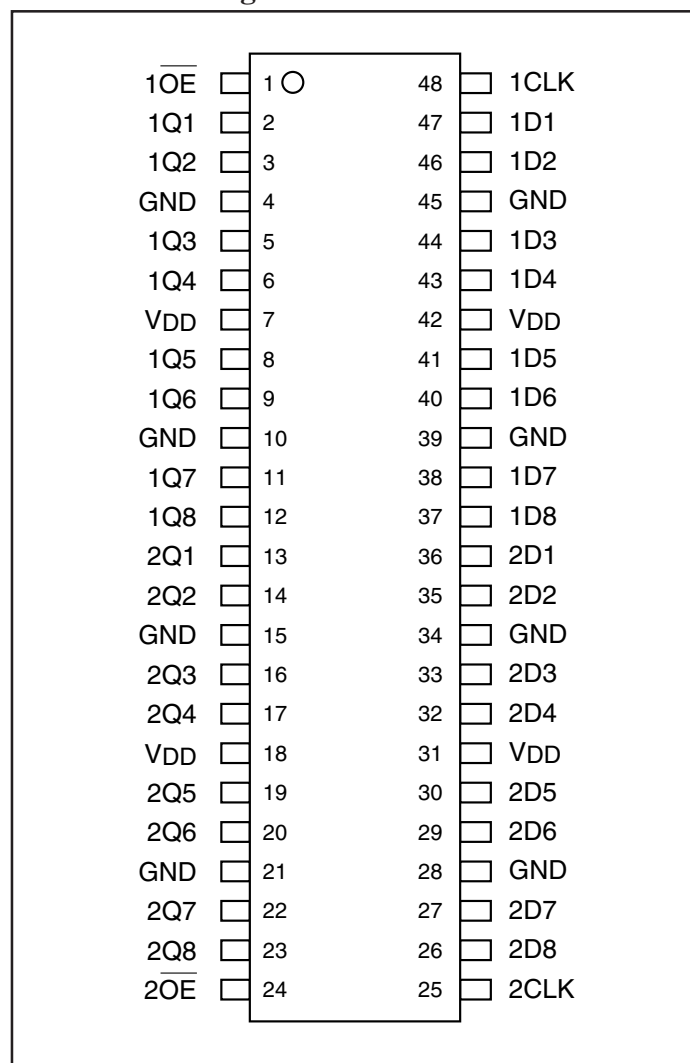 1O̅E̅ 1 48 1CLK
1Q1 2 47 1D1
1Q2 3 46 1D2
GND 4 45 GND
1Q3 5 44 1D3
1Q4 6 43 1D4
VDD 7 42 VDD
1Q5 8 41 1D5
1Q6 9 40 1D6
GND 10 39 GND
1Q7 11 38 1D7
1Q8 12 37 1D8
2Q1 13 36 2D1
2Q2 14 35 2D2
GND 15 34 GND
2Q3 16 33 2D3
2Q4 17 32 2D4
VDD 18 31 VDD
2Q5 19 30 2D5
2Q6 20 29 2D6
GND 21 28 GND
2Q7 22 27 2D7
2Q8 23 26 2D8
2O̅E̅ 24 25 2CLK